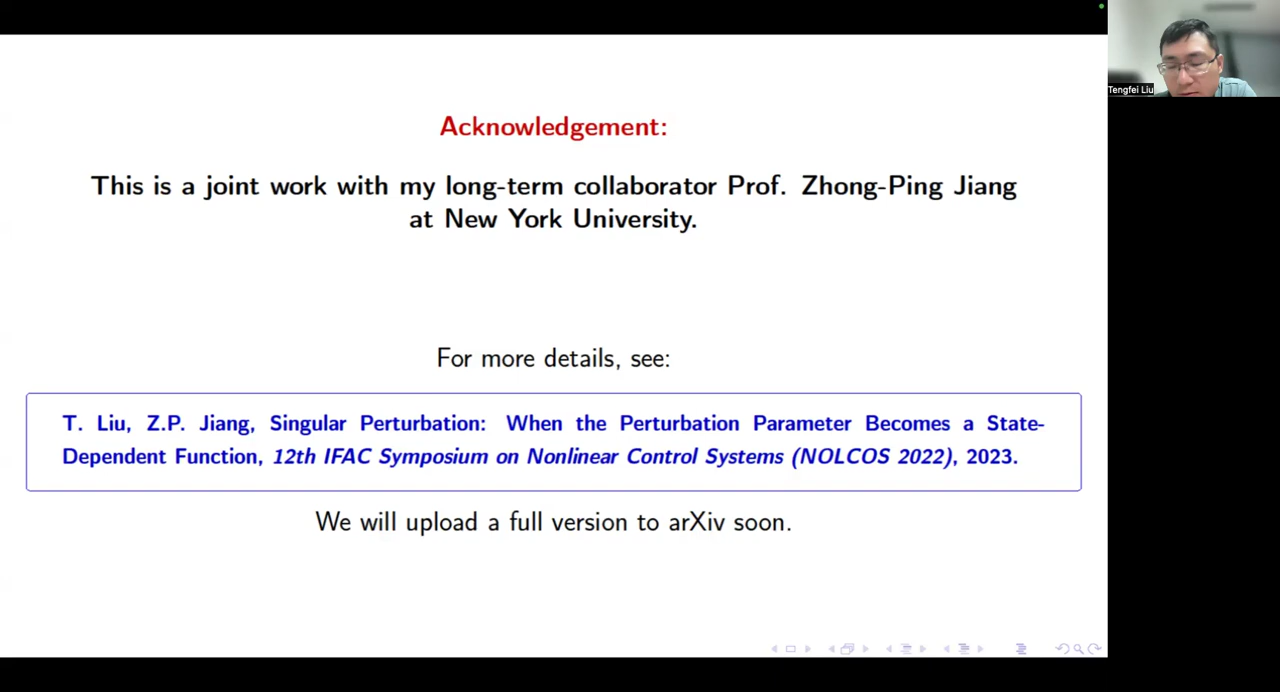 Acknowledgement:
This is a joint work with my long-term collaborator Prof. Zhong-Ping Jiang
at New York University.
For more details, see:
T. Liu, Z.P. Jiang, Singular Perturbation: When the Perturbation Parameter Becomes a State-
Dependent Function, 12th IFAC Symposium on Nonlinear Control Systems (NOLCOS 2022), 2023.
We will upload a full version to arXiv soon.
Tengfei Liu